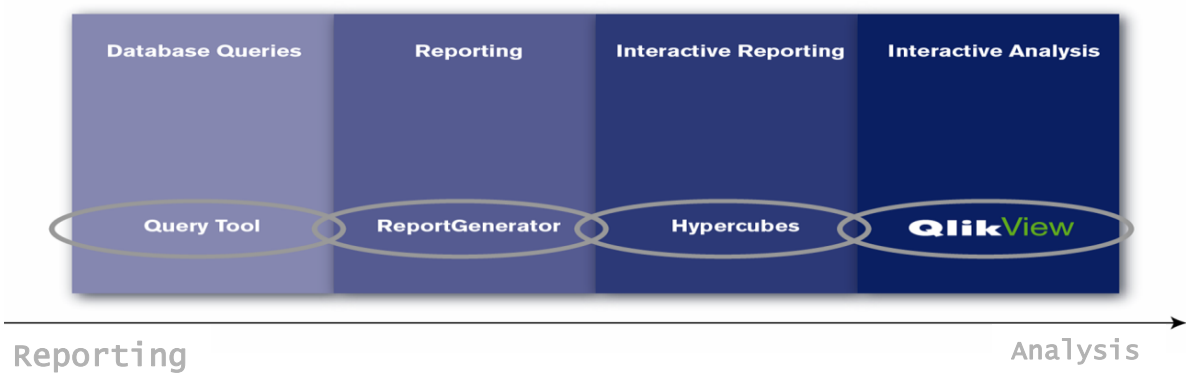 Database Queries
Reporting
Interactive Reporting
Interactive Analysis
Query Tool
ReportGenerator
Hypercubes
QlikView
Reporting
Analysis